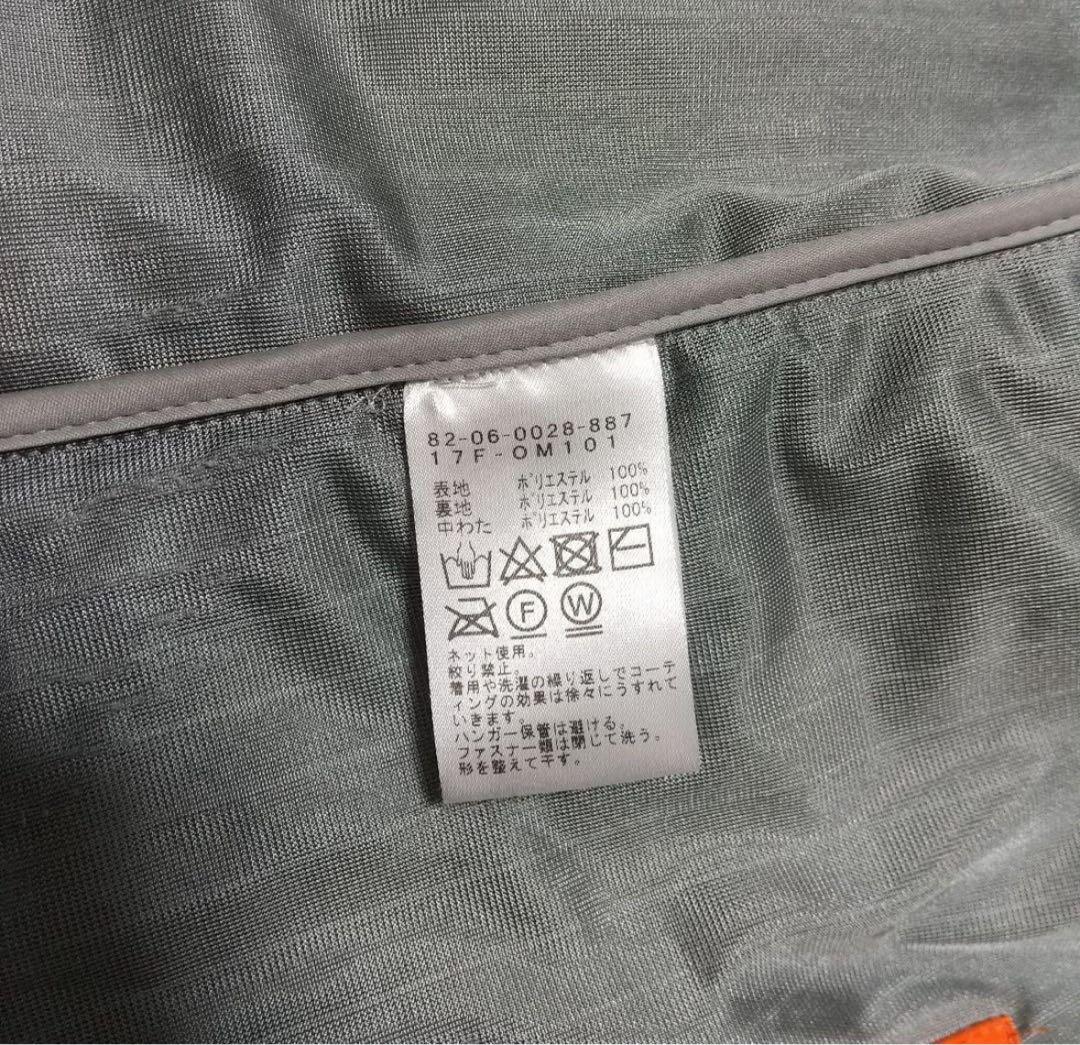 82-06-0028-887
17F-OM101
表地 ポリエステル 100%
裏地 ポリエステル 100%
中わた ポリエステル 100%
F W
ネット使用。
絞り禁止。
着用や洗濯の繰り返しでコーテ
ィングの効果は徐々にうすれて
いきます。
ハンガー保管は避ける。
ファスナー類は閉じて洗う。
形を整えて干す。